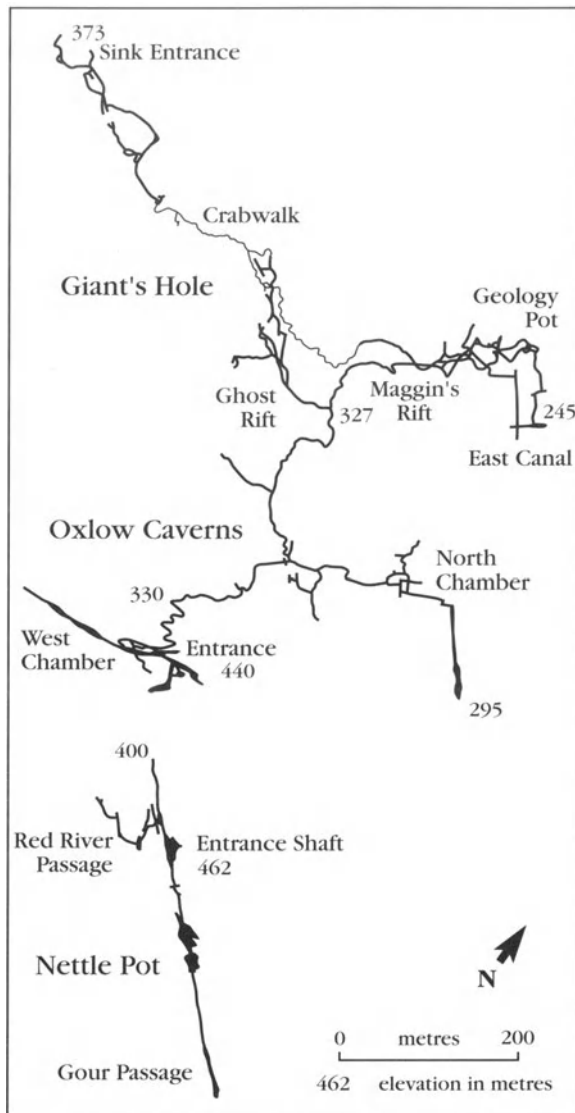 373
Sink Entrance
Crabwalk
Giant's Hole
Geology
Pot
Ghost
Rift
Maggin's
Rift
327
245
East Canal
Oxlow Caverns
North
Chamber
330
West
Chamber
Entrance
440
295
400
Red River
Passage
Entrance Shaft
462
Nettle Pot
N
Gour Passage
0 metres 200
462 elevation in metres